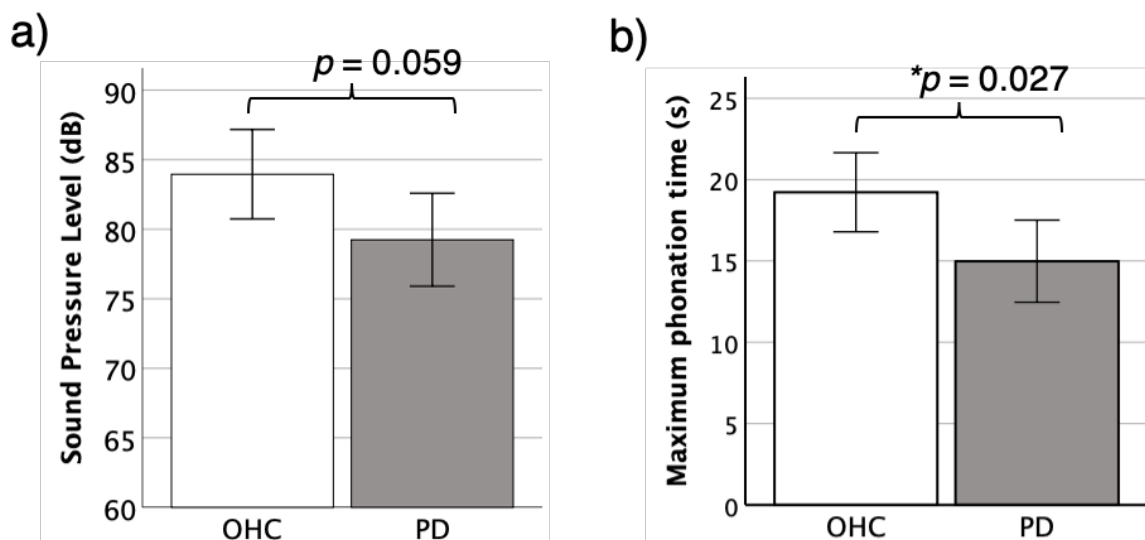 a)
p = 0.059
Sound Pressure Level (dB)
90
85
80
75
70
65
60
OHC PD
b)
*p = 0.027
Maximum phonation time (s)
25
20
15
10
5
0
OHC PD